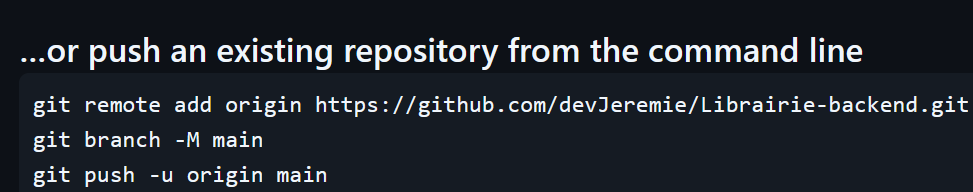 ...or push an existing repository from the command line
git remote add origin https://github.com/devJeremie/Librairie-backend.git
git branch -M main
git push -u origin main